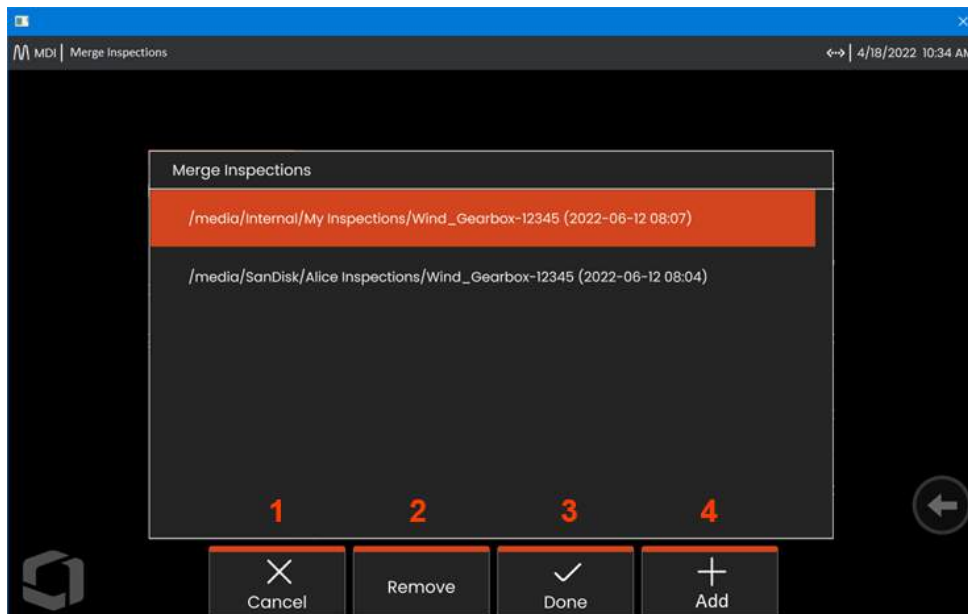 MDI | Merge Inspections
4/18/2022 10:34 AM
Merge Inspections
/media/Internal/My Inspections/Wind_Gearbox-12345 (2022-06-12 08:07)
/media/SanDisk/Alice Inspections/Wind_Gearbox-12345 (2022-06-12 08:04)
1 2 3 4
Cancel Remove Done Add